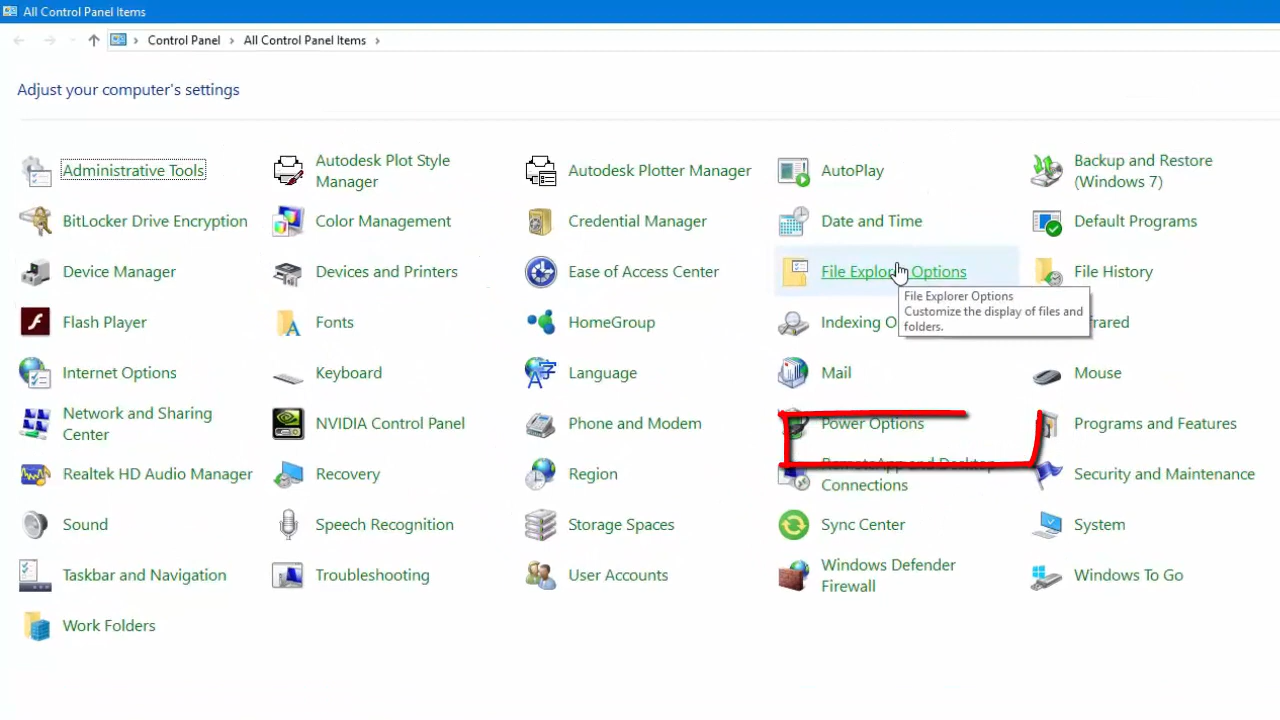 All Control Panel Items
Control Panel > All Control Panel Items >
Adjust your computer's settings
Administrative Tools
Autodesk Plot Style
Manager
Autodesk Plotter Manager
AutoPlay
Backup and Restore
(Windows 7)
BitLocker Drive Encryption
Color Management
Credential Manager
Date and Time
Default Programs
Device Manager
Devices and Printers
Ease of Access Center
File Explorer Options
File History
File Explorer Options
Customize the display of files and
folders.
Flash Player
Fonts
HomeGroup
Indexing O
frared
Internet Options
Keyboard
Language
Mail
Mouse
Network and Sharing
Center
NVIDIA Control Panel
Phone and Modem
Power Options
Programs and Features
Realtek HD Audio Manager
Recovery
Region
RemoteApp and Desktop
Connections
Security and Maintenance
Sound
Speech Recognition
Storage Spaces
Sync Center
System
Taskbar and Navigation
Troubleshooting
User Accounts
Windows Defender
Firewall
Windows To Go
Work Folders